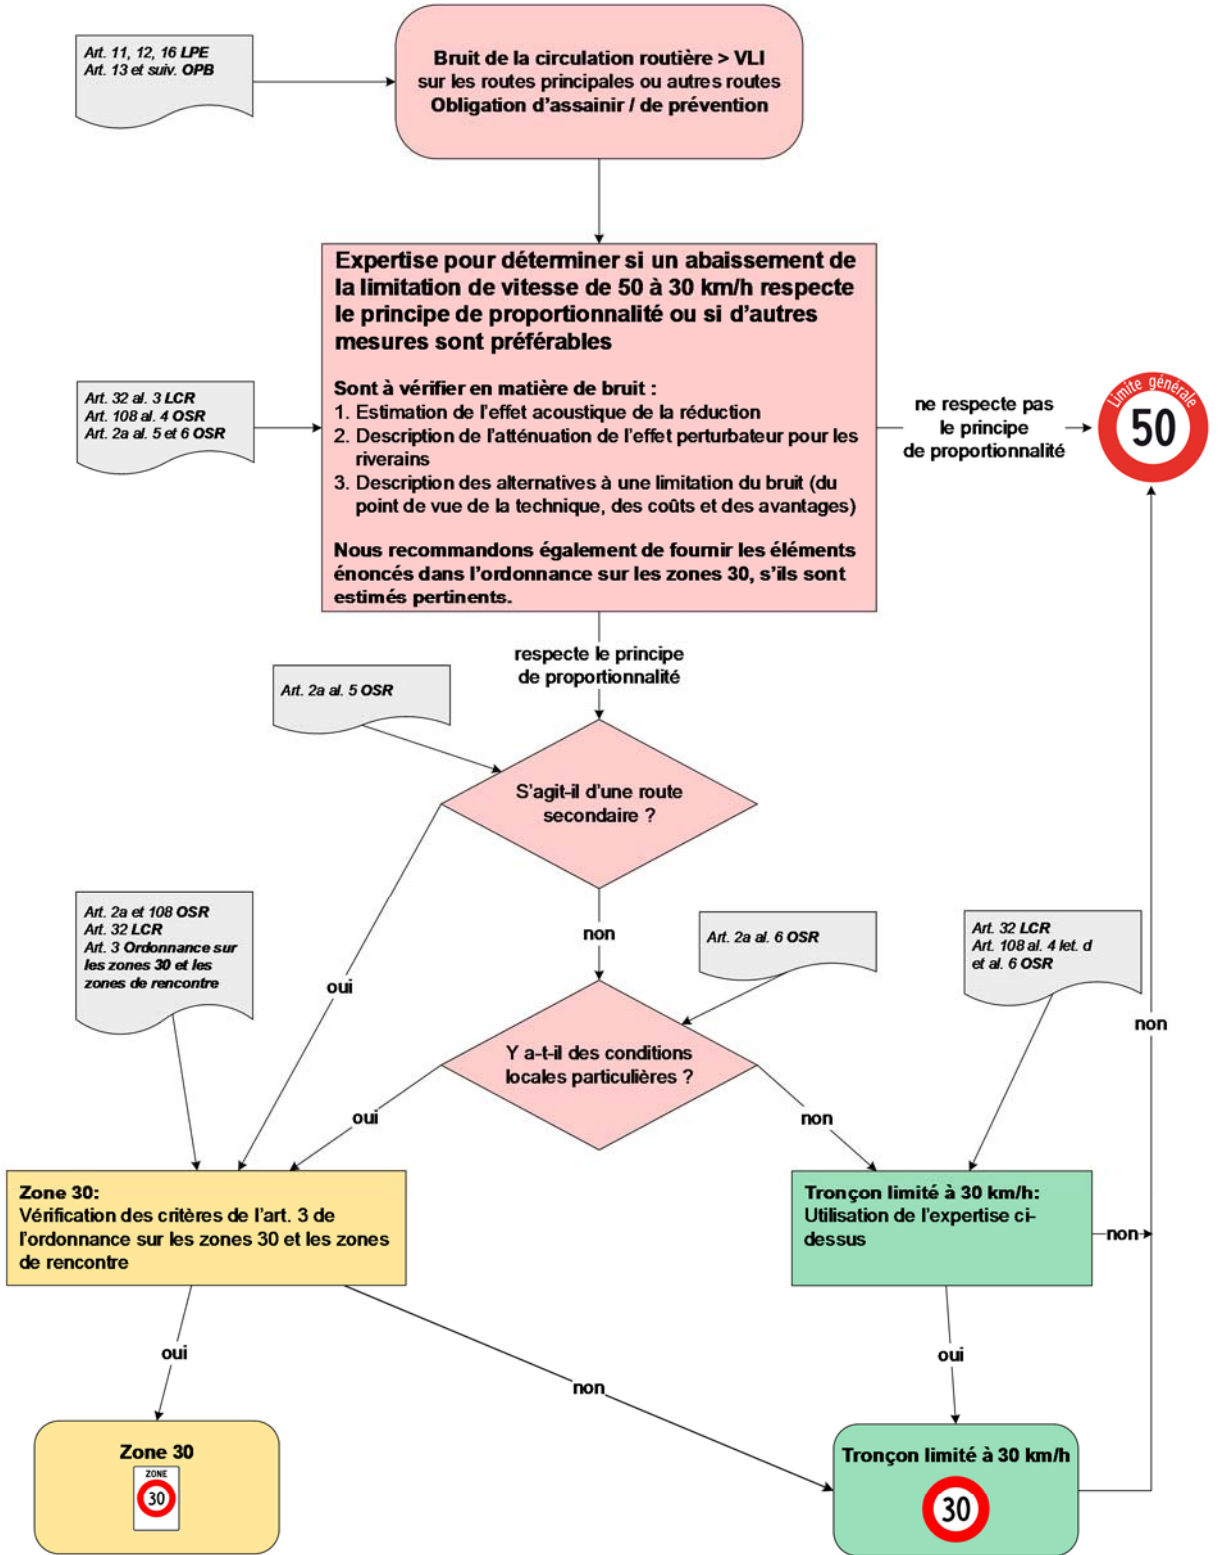 Art. 11, 12, 16 LPE
Art. 13 et suiv. OPB
Bruit de la circulation routière > VLI
sur les routes principales ou autres routes
Obligation d'assainir / de prévention
Expertise pour déterminer si un abaissement de
la limitation de vitesse de 50 à 30 km/h respecte
le principe de proportionnalité ou si d'autres
mesures sont préférables
Sont à vérifier en matière de bruit :
1. Estimation de l'effet acoustique de la réduction
2. Description de l'atténuation de l'effet perturbateur pour les
riverains
3. Description des alternatives à une limitation du bruit (du
point de vue de la technique, des coûts et des avantages)
Nous recommandons également de fournir les éléments
énoncés dans l'ordonnance sur les zones 30, s'ils sont
estimés pertinents.
Art. 32 al. 3 LCR
Art. 108 al. 4 OSR
Art. 2a al. 5 et 6 OSR
ne respecte pas
le principe
de proportionnalité
Limite générale
50
respecte le principe
de proportionnalité
Art. 2a al. 5 OSR
S'agit-il d'une route
secondaire ?
Art. 2a et 108 OSR
Art. 32 LCR
Art. 3 Ordonnance sur
les zones 30 et les
zones de rencontre
oui
non
Art. 2a al. 6 OSR
Art. 32 LCR
Art. 108 al. 4 let. d
et al. 6 OSR
non
Y a-t-il des conditions
locales particulières ?
oui
non
Zone 30:
Vérification des critères de l'art. 3 de
l'ordonnance sur les zones 30 et les zones
de rencontre
Tronçon limité à 30 km/h:
Utilisation de l'expertise ci-
dessus
non
oui
non
oui
Zone 30
ZONE
30
Tronçon limité à 30 km/h
30